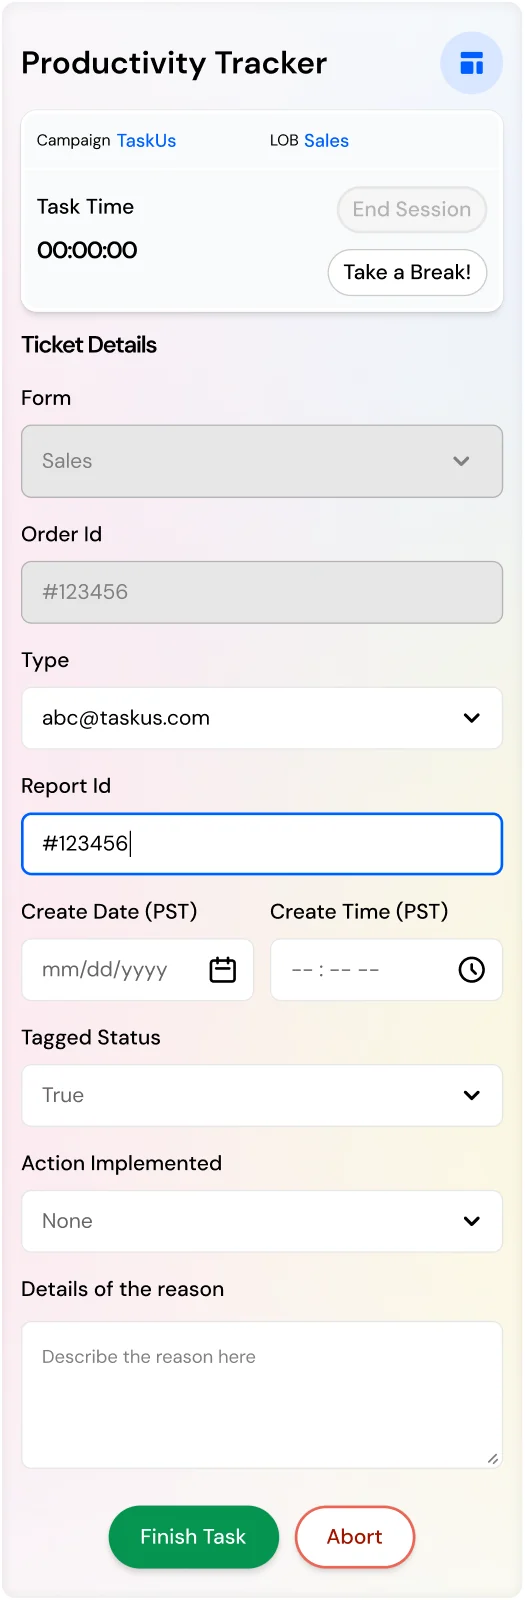 Productivity Tracker
Campaign TaskUs LOB Sales
Task Time
End Session
00:00:00
Take a Break!
Ticket Details
Form
Sales
Order Id
#123456
Type
abc@taskus.com
Report Id
#123456
Create Date (PST) Create Time (PST)
mm/dd/yyyy -- : -- --
Tagged Status
True
Action Implemented
None
Details of the reason
Describe the reason here
Finish Task Abort